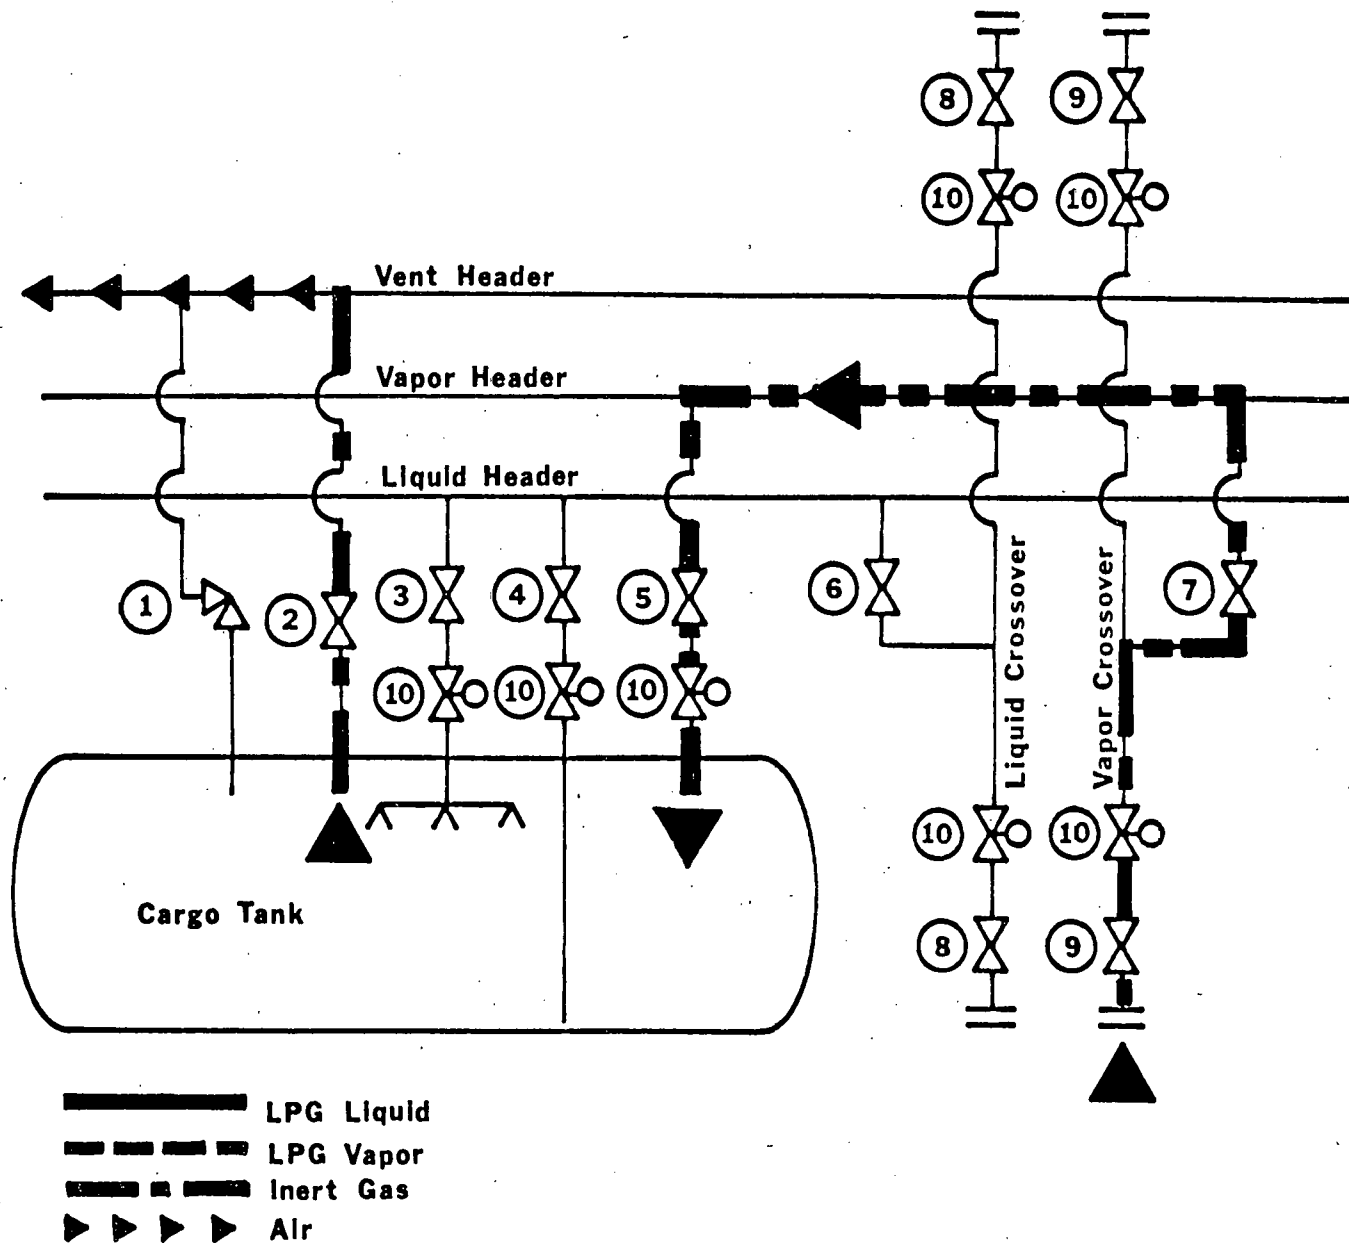 8
9
10
10
Vent Header
Vapor Header
Liquid Header
1
2
3
4
5
6
7
10
10
10
Liquid Crossover
Vapor Crossover
10
10
Cargo Tank
8
9
LPG Liquid
LPG Vapor
Inert Gas
Air